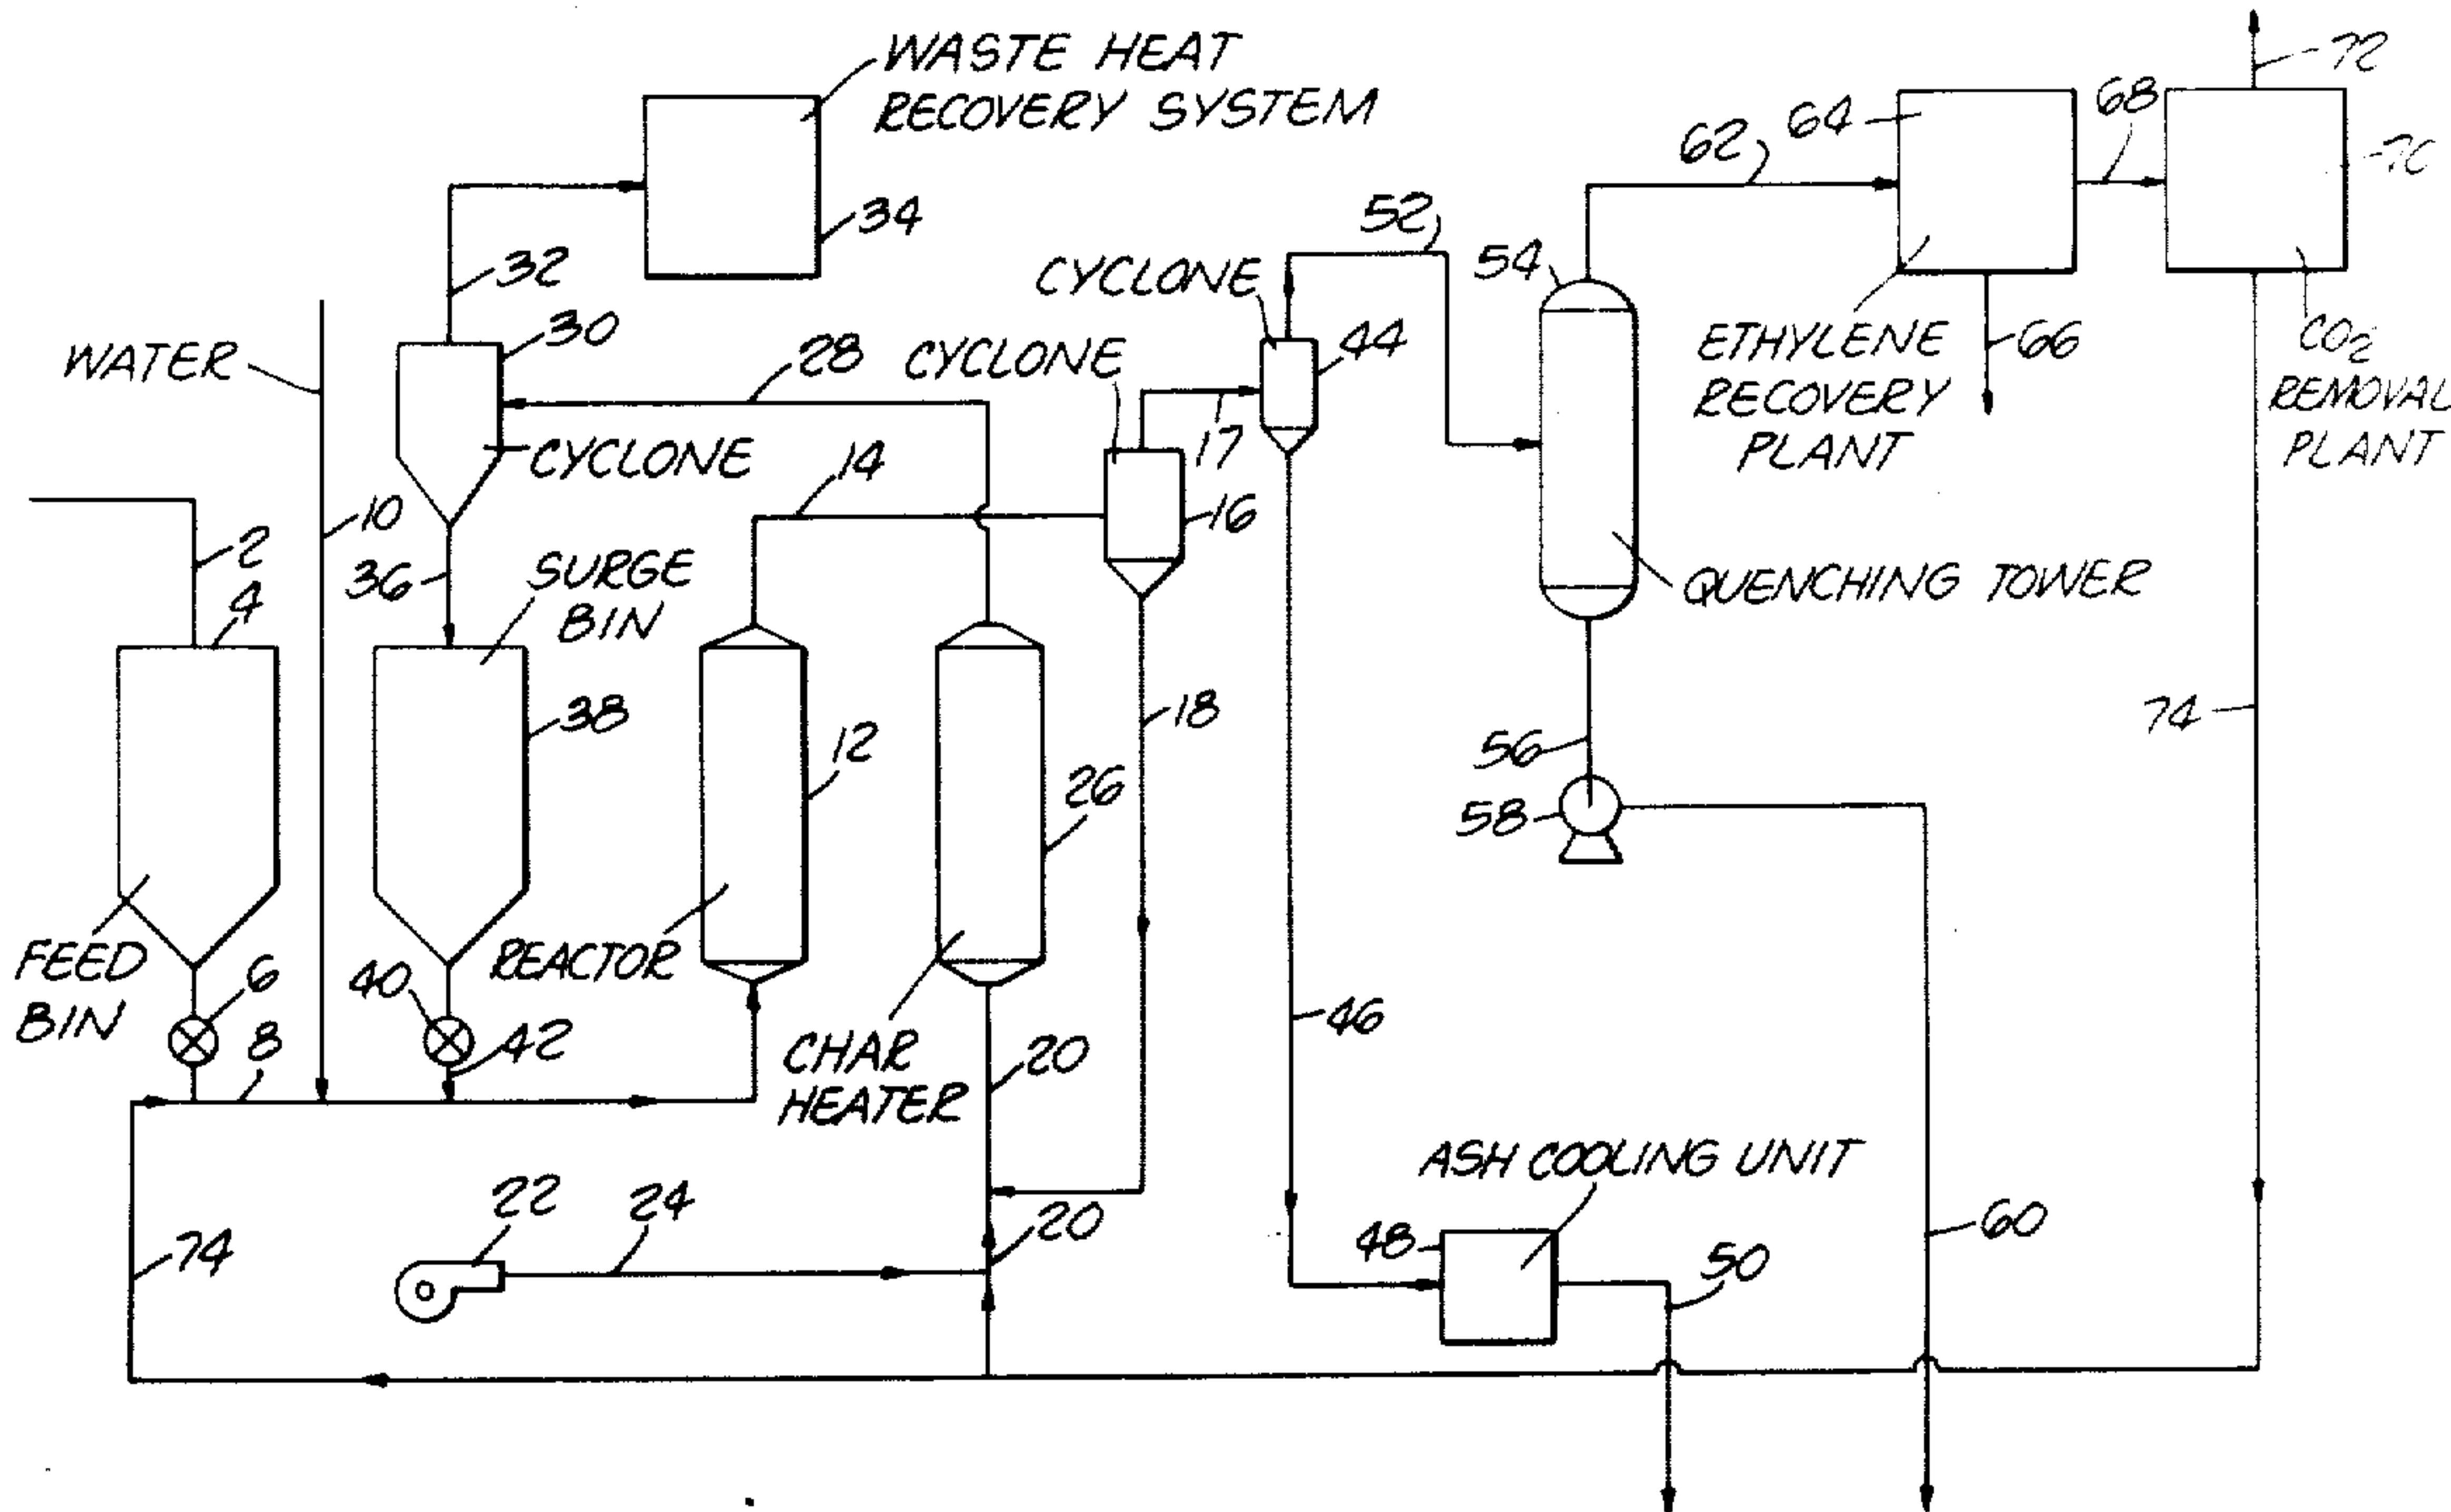 WASTE HEAT
RECOVERY SYSTEM
34
32
30
WATER
28
CYCLONE
CYCLONE
CYCLONE
44
17
52
54
62
64
68
72
ETHYLENE
RECOVERY
PLANT
66
CO2
REMOVAL
PLANT
10
14
16
2
4
36
SURGE
BIN
QUENCHING TOWER
38
12
26
18
56
58
74
FEED
BIN
6
8
40
42
REACTOR
CHAR
HEATER
20
46
20
22
24
74
ASH COOLING UNIT
48
50
60